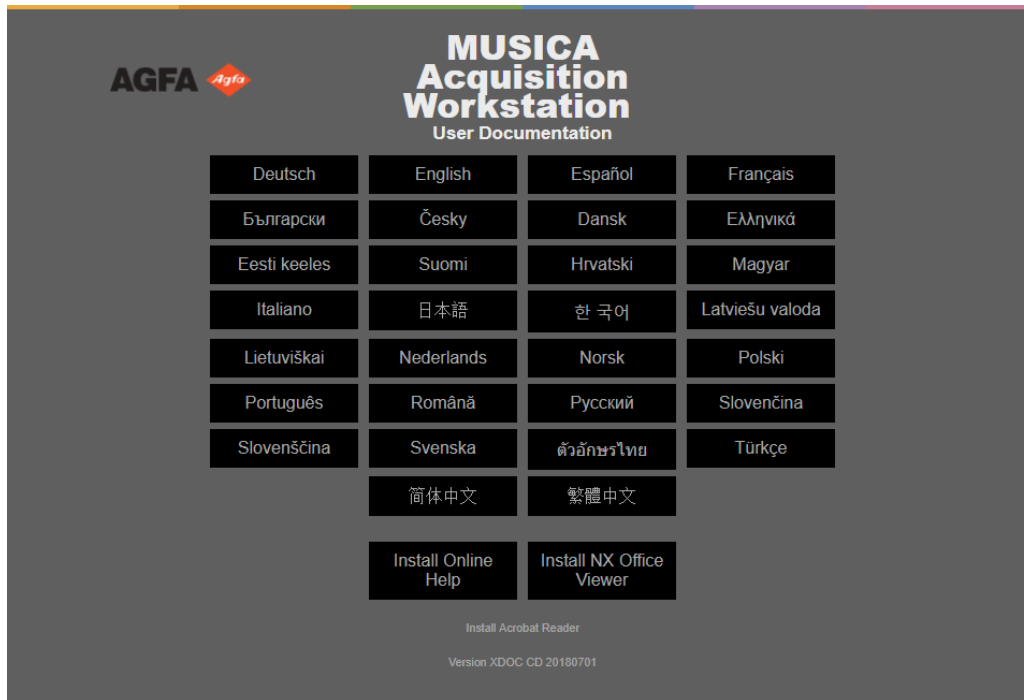 AGFA Agfa
MUSICA
Acquisition
Workstation
User Documentation
Deutsch English Español Français
Български Česky Dansk Ελληνικά
Eesti keeles Suomi Hrvatski Magyar
Italiano 日本語 한 국어 Latviešu valoda
Lietuviškai Nederlands Norsk Polski
Português Română Русский Slovenčina
Slovenščina Svenska ตัวอักษรไทย Türkçe
简体中文 繁體中文
Install Online Install NX Office
Help Viewer
Install Acrobat Reader
Version XDOC CD 20180701